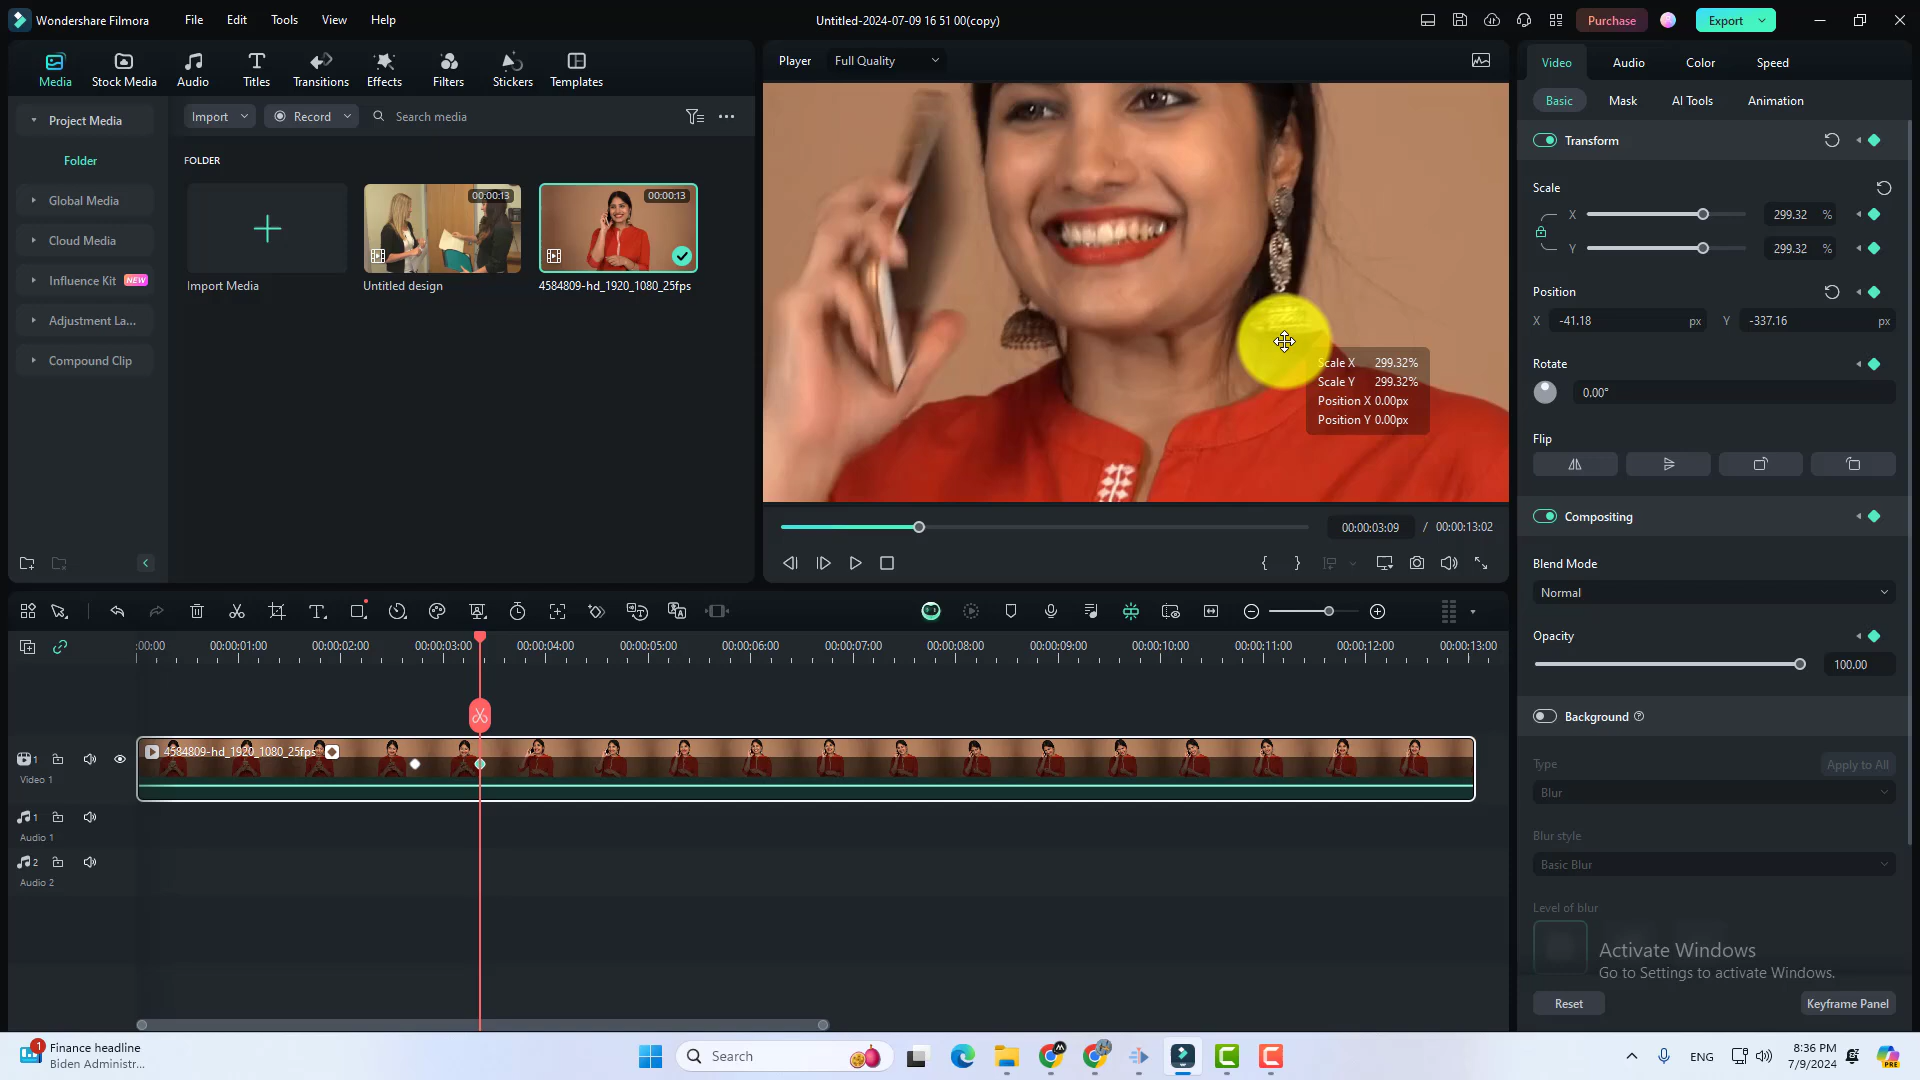 Wondershare Filmora File Edit Tools View Help Untitled-2024-07-09 16 51 00(copy) Purchase Export
Media Stock Media Audio Titles Transitions Effects Filters Stickers Templates
Player Full Quality
Video Audio Color Speed
Basic Mask AI Tools Animation
Project Media
Folder
Global Media
Cloud Media
Influence Kit NEW
Adjustment La...
Compound Clip
Import Record Search media
FOLDER
00:00:13 00:00:13
Import Media Untitled design 4584809-hd_1920_1080_25fps
Scale X 299.32%
Scale Y 299.32%
Position X 0.00px
Position Y 0.00px
00:00:03:09 / 00:00:13:02
Transform
Scale
X 299.32 %
Y 299.32 %
Position
X -41.18 px Y -337.16 px
Rotate
0.00°
Flip
Compositing
Blend Mode
Normal
Opacity
100.00
Background
Type Apply to All
Blur
Blur style
Basic Blur
Level of blur
Activate Windows
Go to Settings to activate Windows.
Reset Keyframe Panel
:00:00 00:00:01:00 00:00:02:00 00:00:03:00 00:00:04:00 00:00:05:00 00:00:06:00 00:00:07:00 00:00:08:00 00:00:09:00 00:00:10:00 00:00:11:00 00:00:12:00 00:00:13:00
4584809-hd_1920_1080_25fps
1
Video 1
1
Audio 1
2
Audio 2
1 Finance headline
Biden Administr...
Search
ENG
8:36 PM
7/9/2024
PRE